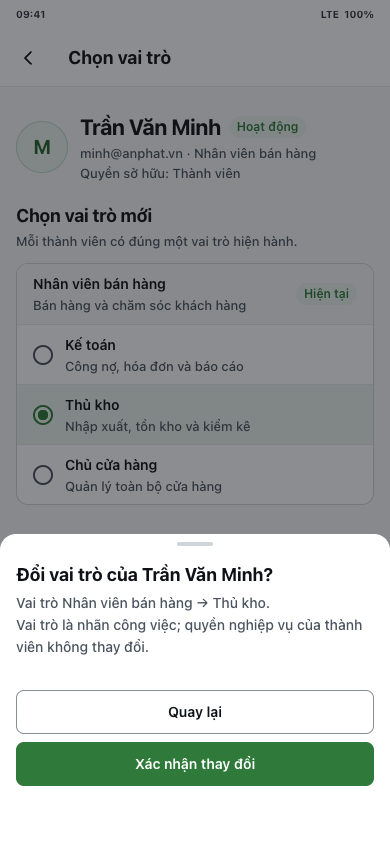 09:41
LTE 100%
Chọn vai trò
M
Trần Văn Minh
Hoạt động
minh@anphat.vn · Nhân viên bán hàng
Quyền sở hữu: Thành viên
Chọn vai trò mới
Mỗi thành viên có đúng một vai trò hiện hành.
Nhân viên bán hàng
Bán hàng và chăm sóc khách hàng
Hiện tại
Kế toán
Công nợ, hóa đơn và báo cáo
Thủ kho
Nhập xuất, tồn kho và kiểm kê
Chủ cửa hàng
Quản lý toàn bộ cửa hàng
Đổi vai trò của Trần Văn Minh?
Vai trò Nhân viên bán hàng → Thủ kho.
Vai trò là nhãn công việc; quyền nghiệp vụ của thành
viên không thay đổi.
Quay lại
Xác nhận thay đổi